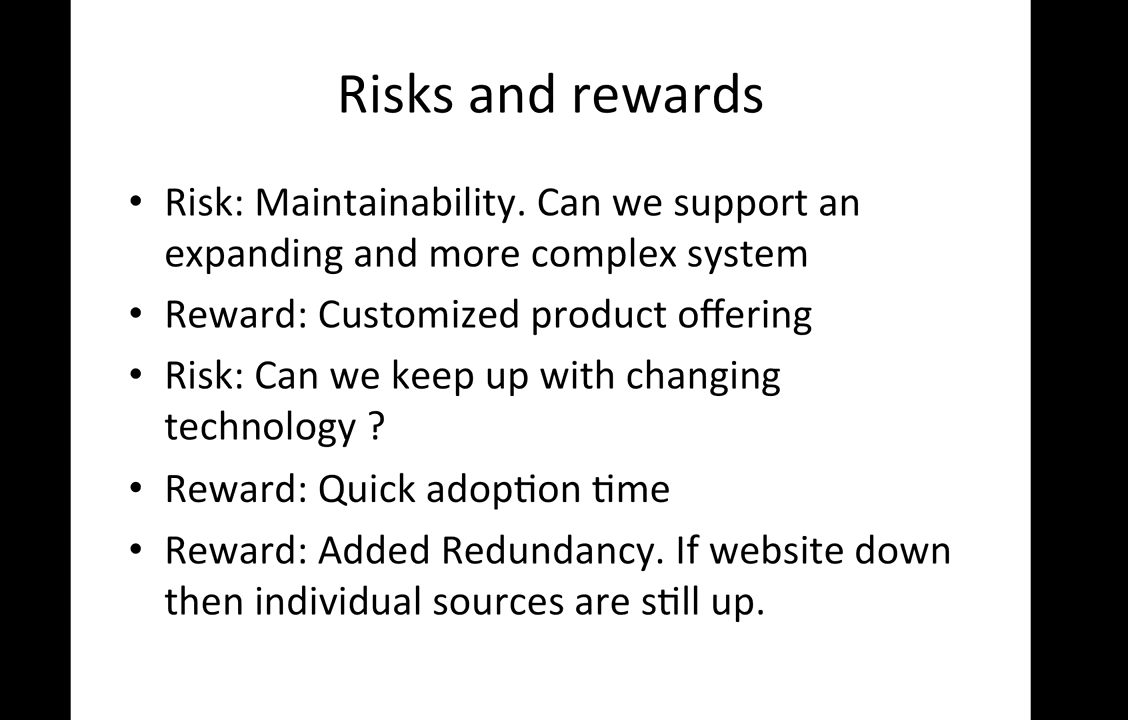 Risks and rewards
• Risk: Maintainability. Can we support an
expanding and more complex system
• Reward: Customized product offering
• Risk: Can we keep up with changing
technology ?
• Reward: Quick adoption time
• Reward: Added Redundancy. If website down
then individual sources are still up.